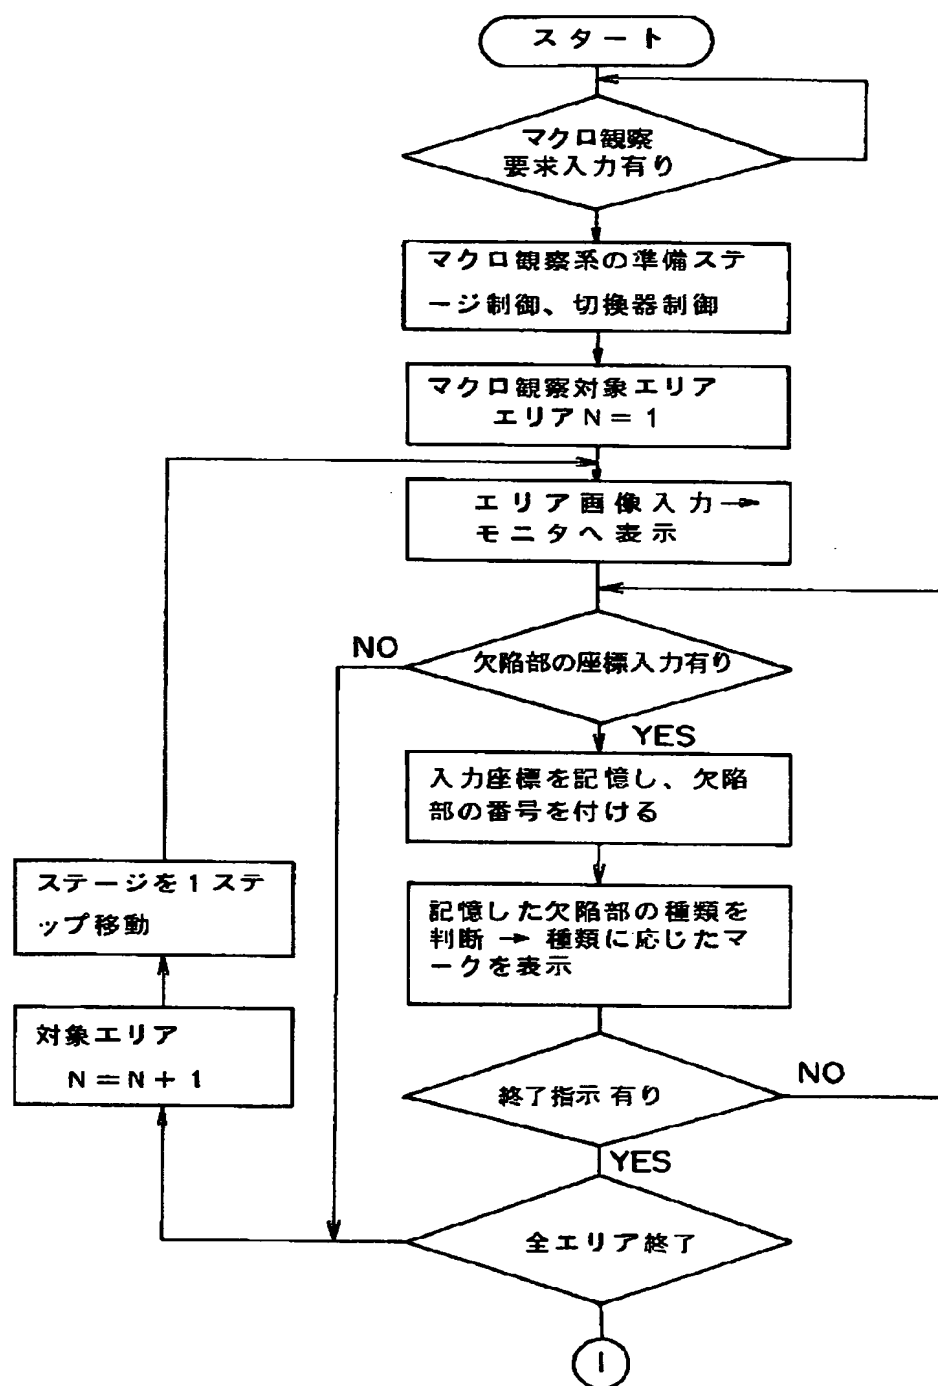 スタート
マクロ観察
要求入力有り
マクロ観察系の準備ステ
ージ制御、切換器制御
マクロ観察対象エリア
エリアN=1
エリア画像入力→
モニタへ表示
NO
欠陥部の座標入力有り
YES
入力座標を記憶し、欠陥
部の番号を付ける
ステージを1ステ
ップ移動
記憶した欠陥部の種類を
判断→種類に応じたマ
ークを表示
対象エリア
N=N+1
終了指示有り
NO
YES
全エリア終了
1